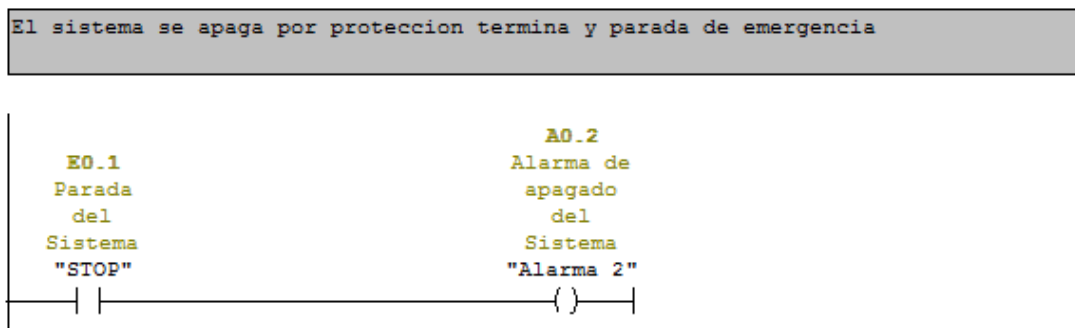 El sistema se apaga por proteccion termina y parada de emergencia
E0.1
Parada
del
Sistema
"STOP"
A0.2
Alarma de
apagado
del
Sistema
"Alarma 2"